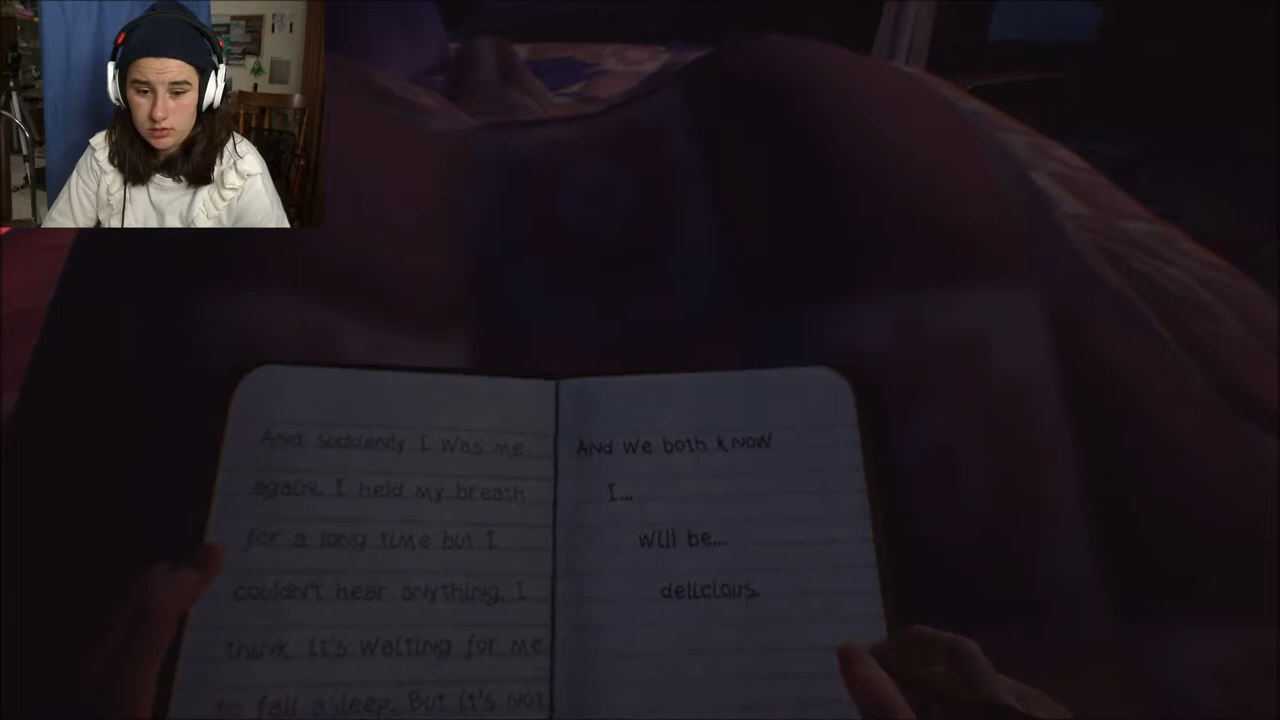 And suddenly I was me
again. I held my breath
for a long time but I
couldn't hear anything. I
think it's waiting for me
to fall asleep. But it's not
And we both know
I...
will be...
delicious.